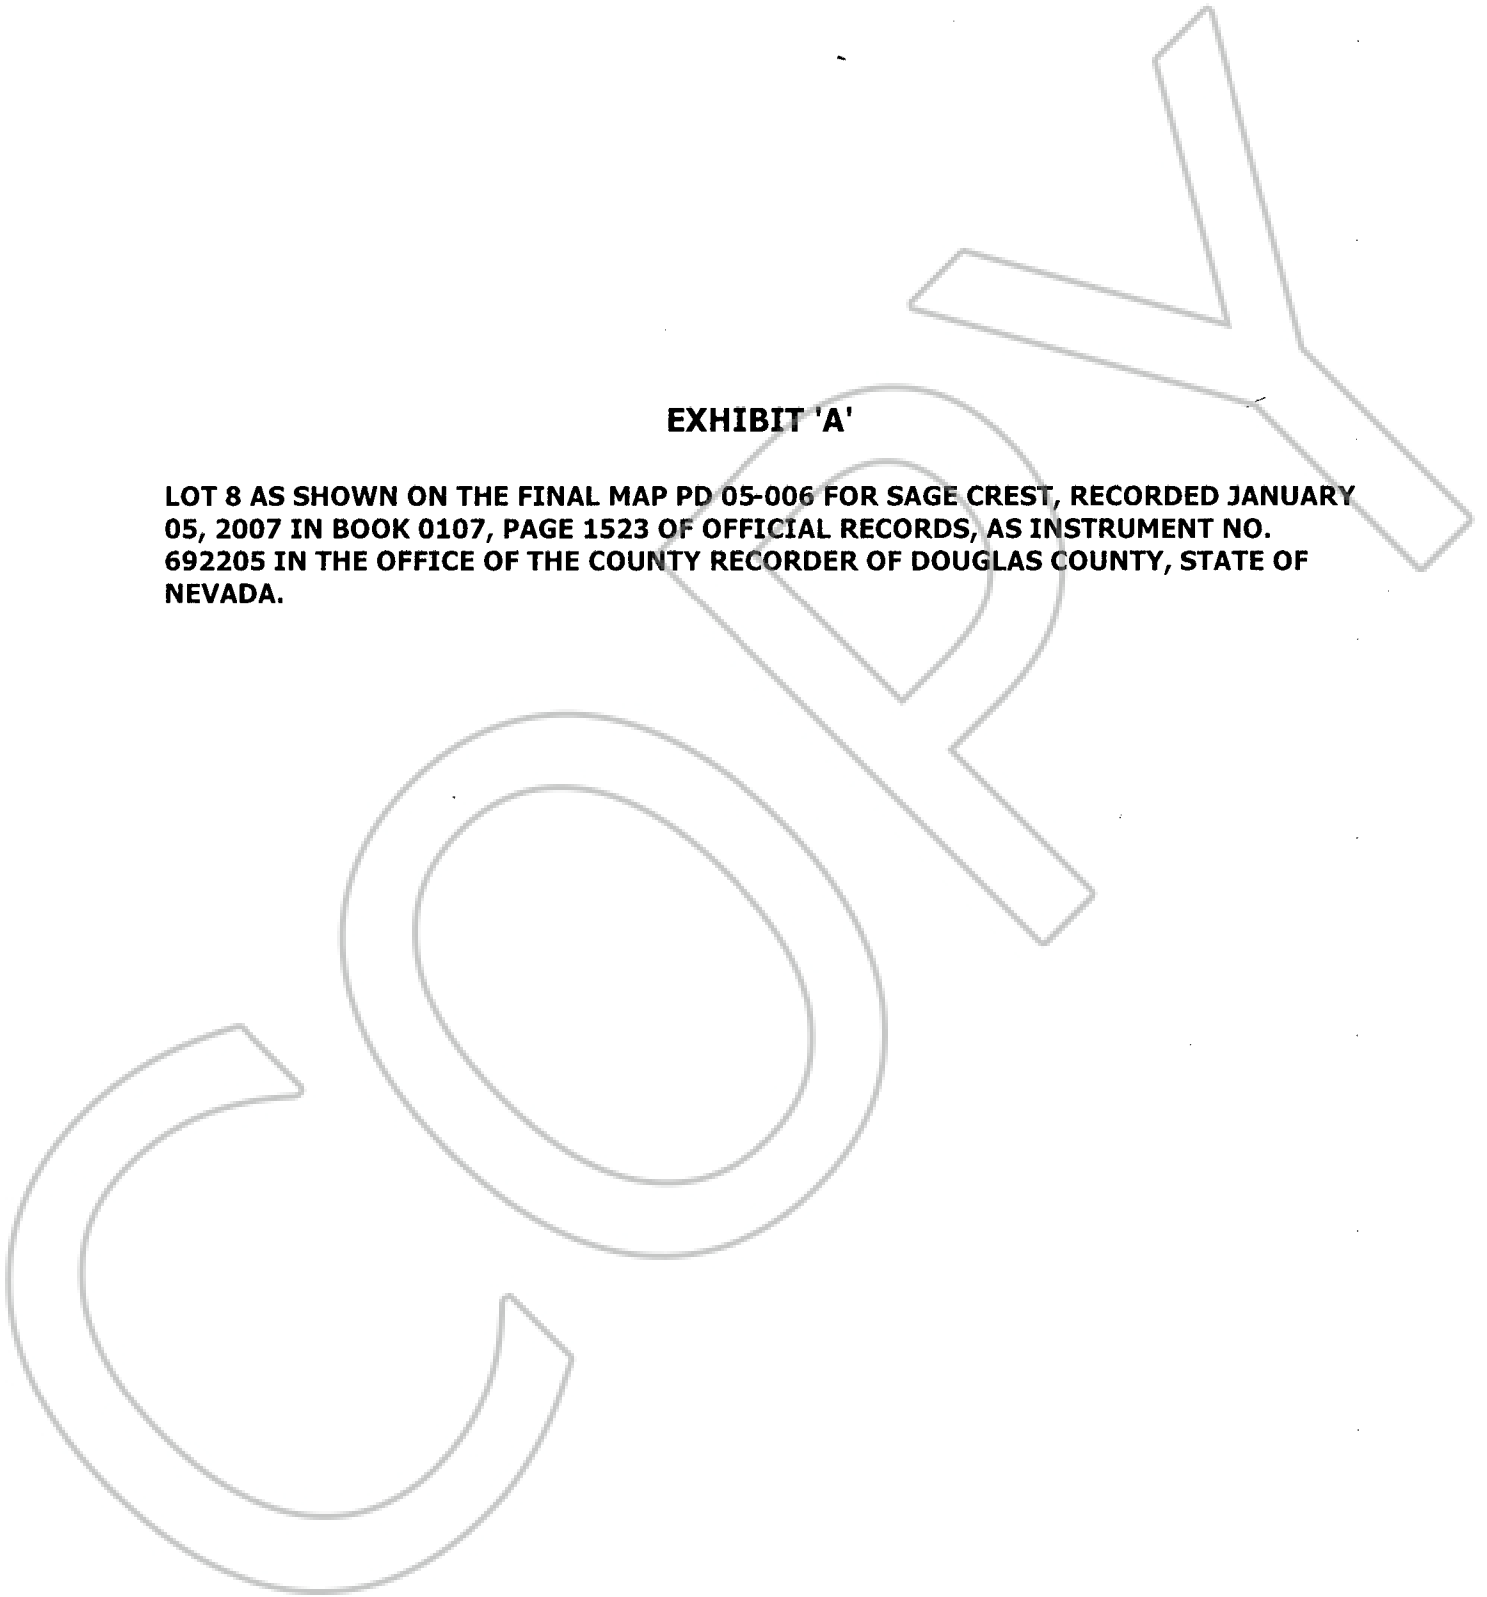 EXHIBIT 'A'
LOT 8 AS SHOWN ON THE FINAL MAP PD 05-006 FOR SAGE CREST, RECORDED JANUARY
05, 2007 IN BOOK 0107, PAGE 1523 OF OFFICIAL RECORDS, AS INSTRUMENT NO.
692205 IN THE OFFICE OF THE COUNTY RECORDER OF DOUGLAS COUNTY, STATE OF
NEVADA.
COPY